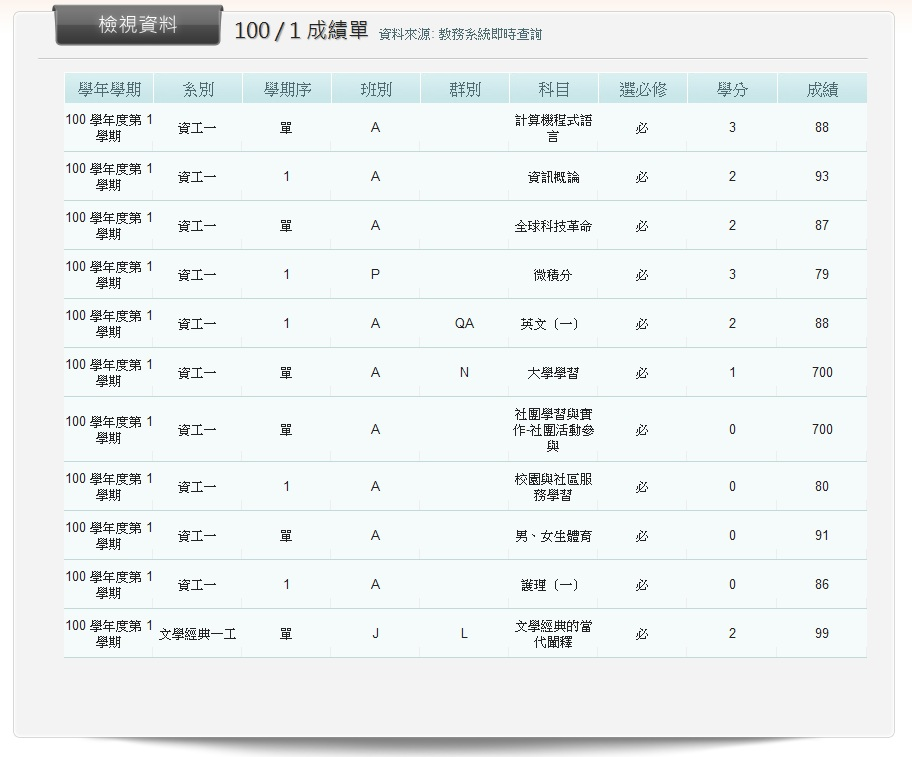 檢視資料
100 / 1 成績單 資料來源: 教務系統即時查詢
學年學期 系別 學期序 班別 群別 科目 選必修 學分 成績
100 學年度第 1
學期
資工一 單 A 計算機程式語
言
必 3 88
100 學年度第 1
學期
資工一 1 A 資訊概論 必 2 93
100 學年度第 1
學期
資工一 單 A 全球科技革命 必 2 87
100 學年度第 1
學期
資工一 1 P 微積分 必 3 79
100 學年度第 1
學期
資工一 1 A QA 英文〔一〕 必 2 88
100 學年度第 1
學期
資工一 單 A N 大學學習 必 1 700
100 學年度第 1
學期
資工一 單 A 社團學習與實
作-社團活動參
與
必 0 700
100 學年度第 1
學期
資工一 1 A 校園與社區服
務學習
必 0 80
100 學年度第 1
學期
資工一 單 A 男、女生體育 必 0 91
100 學年度第 1
學期
資工一 1 A 護理〔一〕 必 0 86
100 學年度第 1
學期
文學經典一工 單 J L 文學經典的當
代闡釋
必 2 99